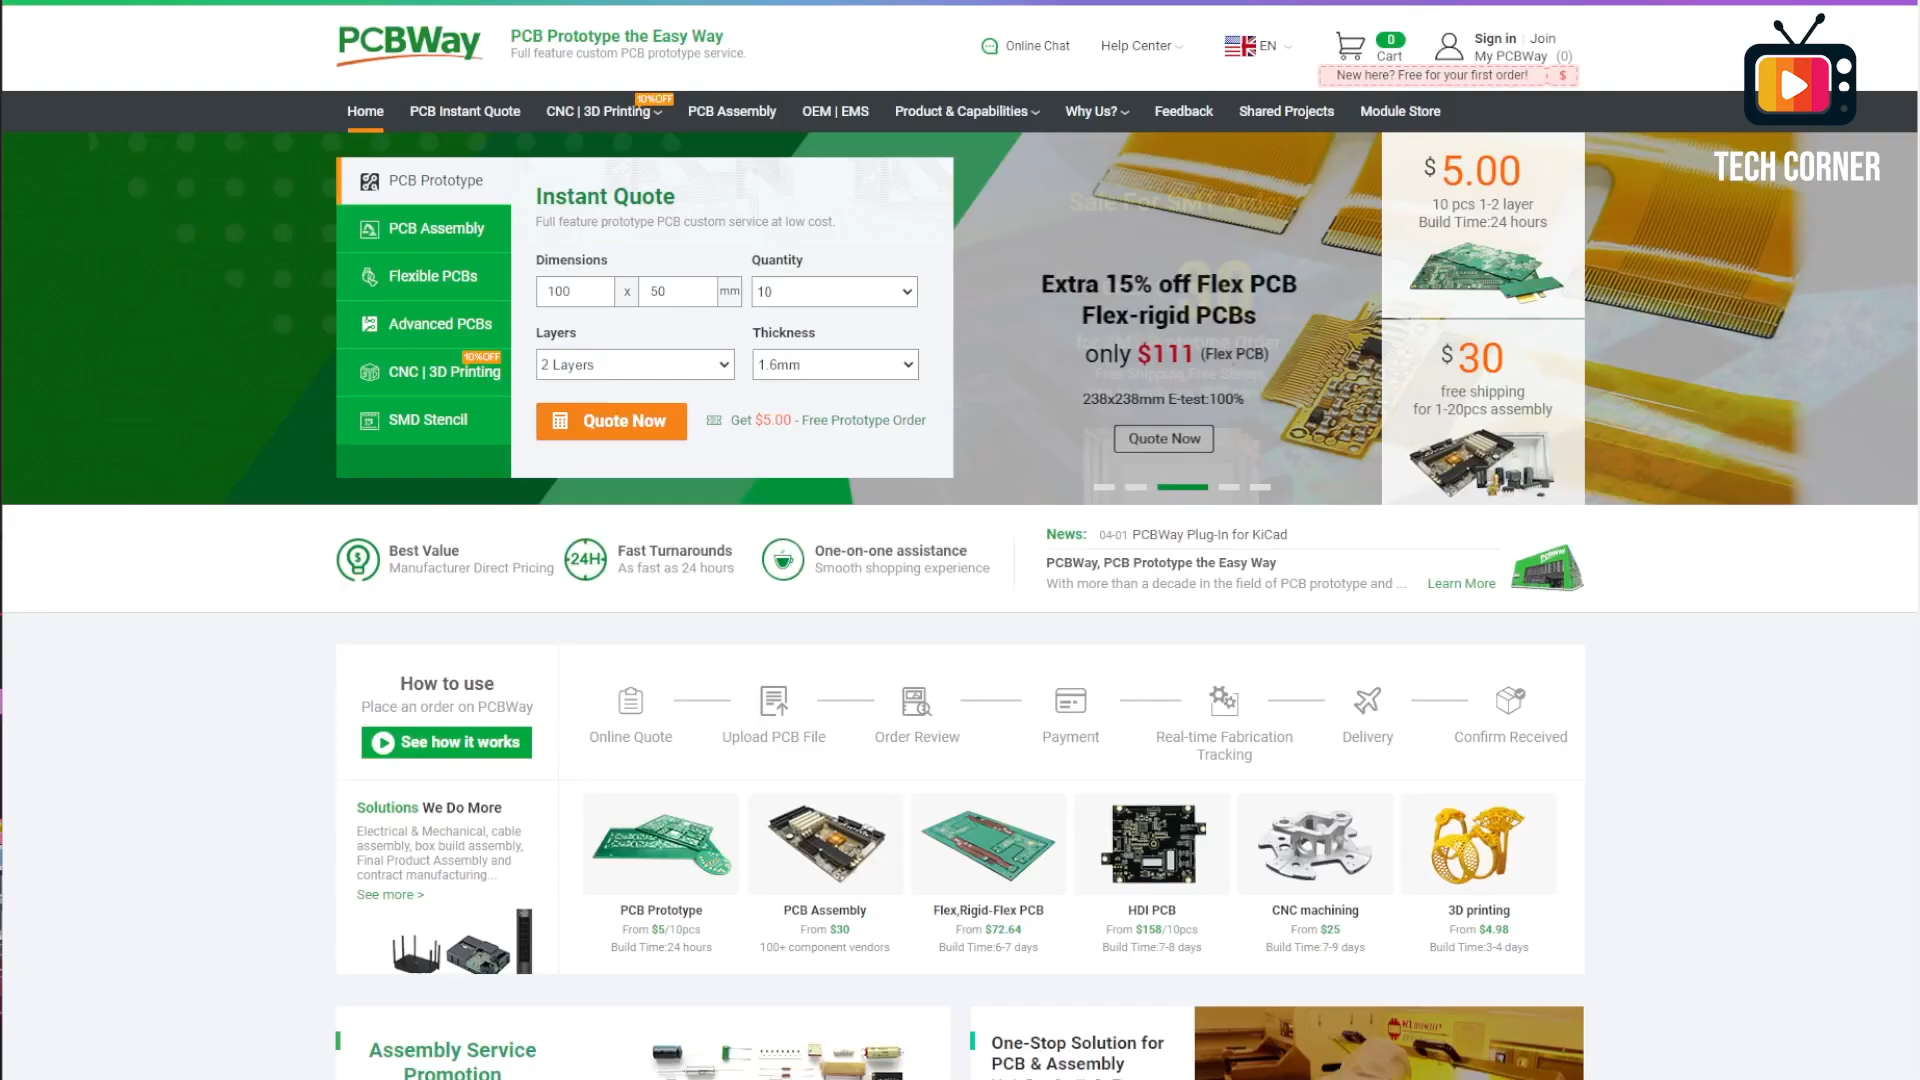 PCBWay
PCB Prototype the Easy Way
Full feature custom PCB prototype service.
Online Chat
Help Center
EN
0
Cart
Sign in | Join
My PCBWay (0)
New here? Free for your first order! $
Home
PCB Instant Quote
CNC | 3D Printing
10%OFF
PCB Assembly
OEM | EMS
Product & Capabilities
Why Us?
Feedback
Shared Projects
Module Store
TECH CORNER
PCB Prototype
PCB Assembly
Flexible PCBs
Advanced PCBs
10%OFF
CNC | 3D Printing
SMD Stencil
Instant Quote
Full feature prototype PCB custom service at low cost.
Dimensions
Quantity
100 x 50 mm
10
Layers
Thickness
2 Layers
1.6mm
Quote Now
Get $5.00 - Free Prototype Order
Extra 15% off Flex PCB
Flex-rigid PCBs
only $111 (Flex PCB)
238x238mm E-test:100%
Quote Now
$5.00
10 pcs 1-2 layer
Build Time:24 hours
$30
free shipping
for 1-20pcs assembly
Best Value
Manufacturer Direct Pricing
24H
Fast Turnarounds
As fast as 24 hours
One-on-one assistance
Smooth shopping experience
News: 04-01 PCBWay Plug-In for KiCad
PCBWay, PCB Prototype the Easy Way
With more than a decade in the field of PCB prototype and ... Learn More
PCBWay
How to use
Place an order on PCBWay
See how it works
Online Quote
Upload PCB File
Order Review
Payment
Real-time Fabrication
Tracking
Delivery
Confirm Received
Solutions We Do More
Electrical & Mechanical, cable
assembly, box build assembly,
Final Product Assembly and
contract manufacturing...
See more >
PCB Prototype
From $5/10pcs
Build Time:24 hours
PCB Assembly
From $30
100+ component vendors
Flex,Rigid-Flex PCB
From $72.64
Build Time:6-7 days
HDI PCB
From $158/10pcs
Build Time:7-8 days
CNC machining
From $25
Build Time:7-9 days
3D printing
From $4.98
Build Time:3-4 days
Assembly Service
Promotion
One-Stop Solution for
PCB & Assembly